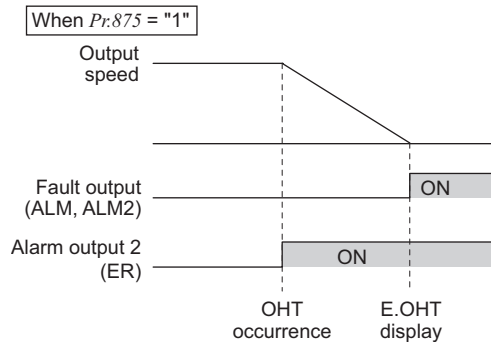 When Pr.875 = "1"
Output
speed
Fault output
(ALM, ALM2)
ON
Alarm output 2
(ER)
ON
OHT
occurrence
E.OHT
display